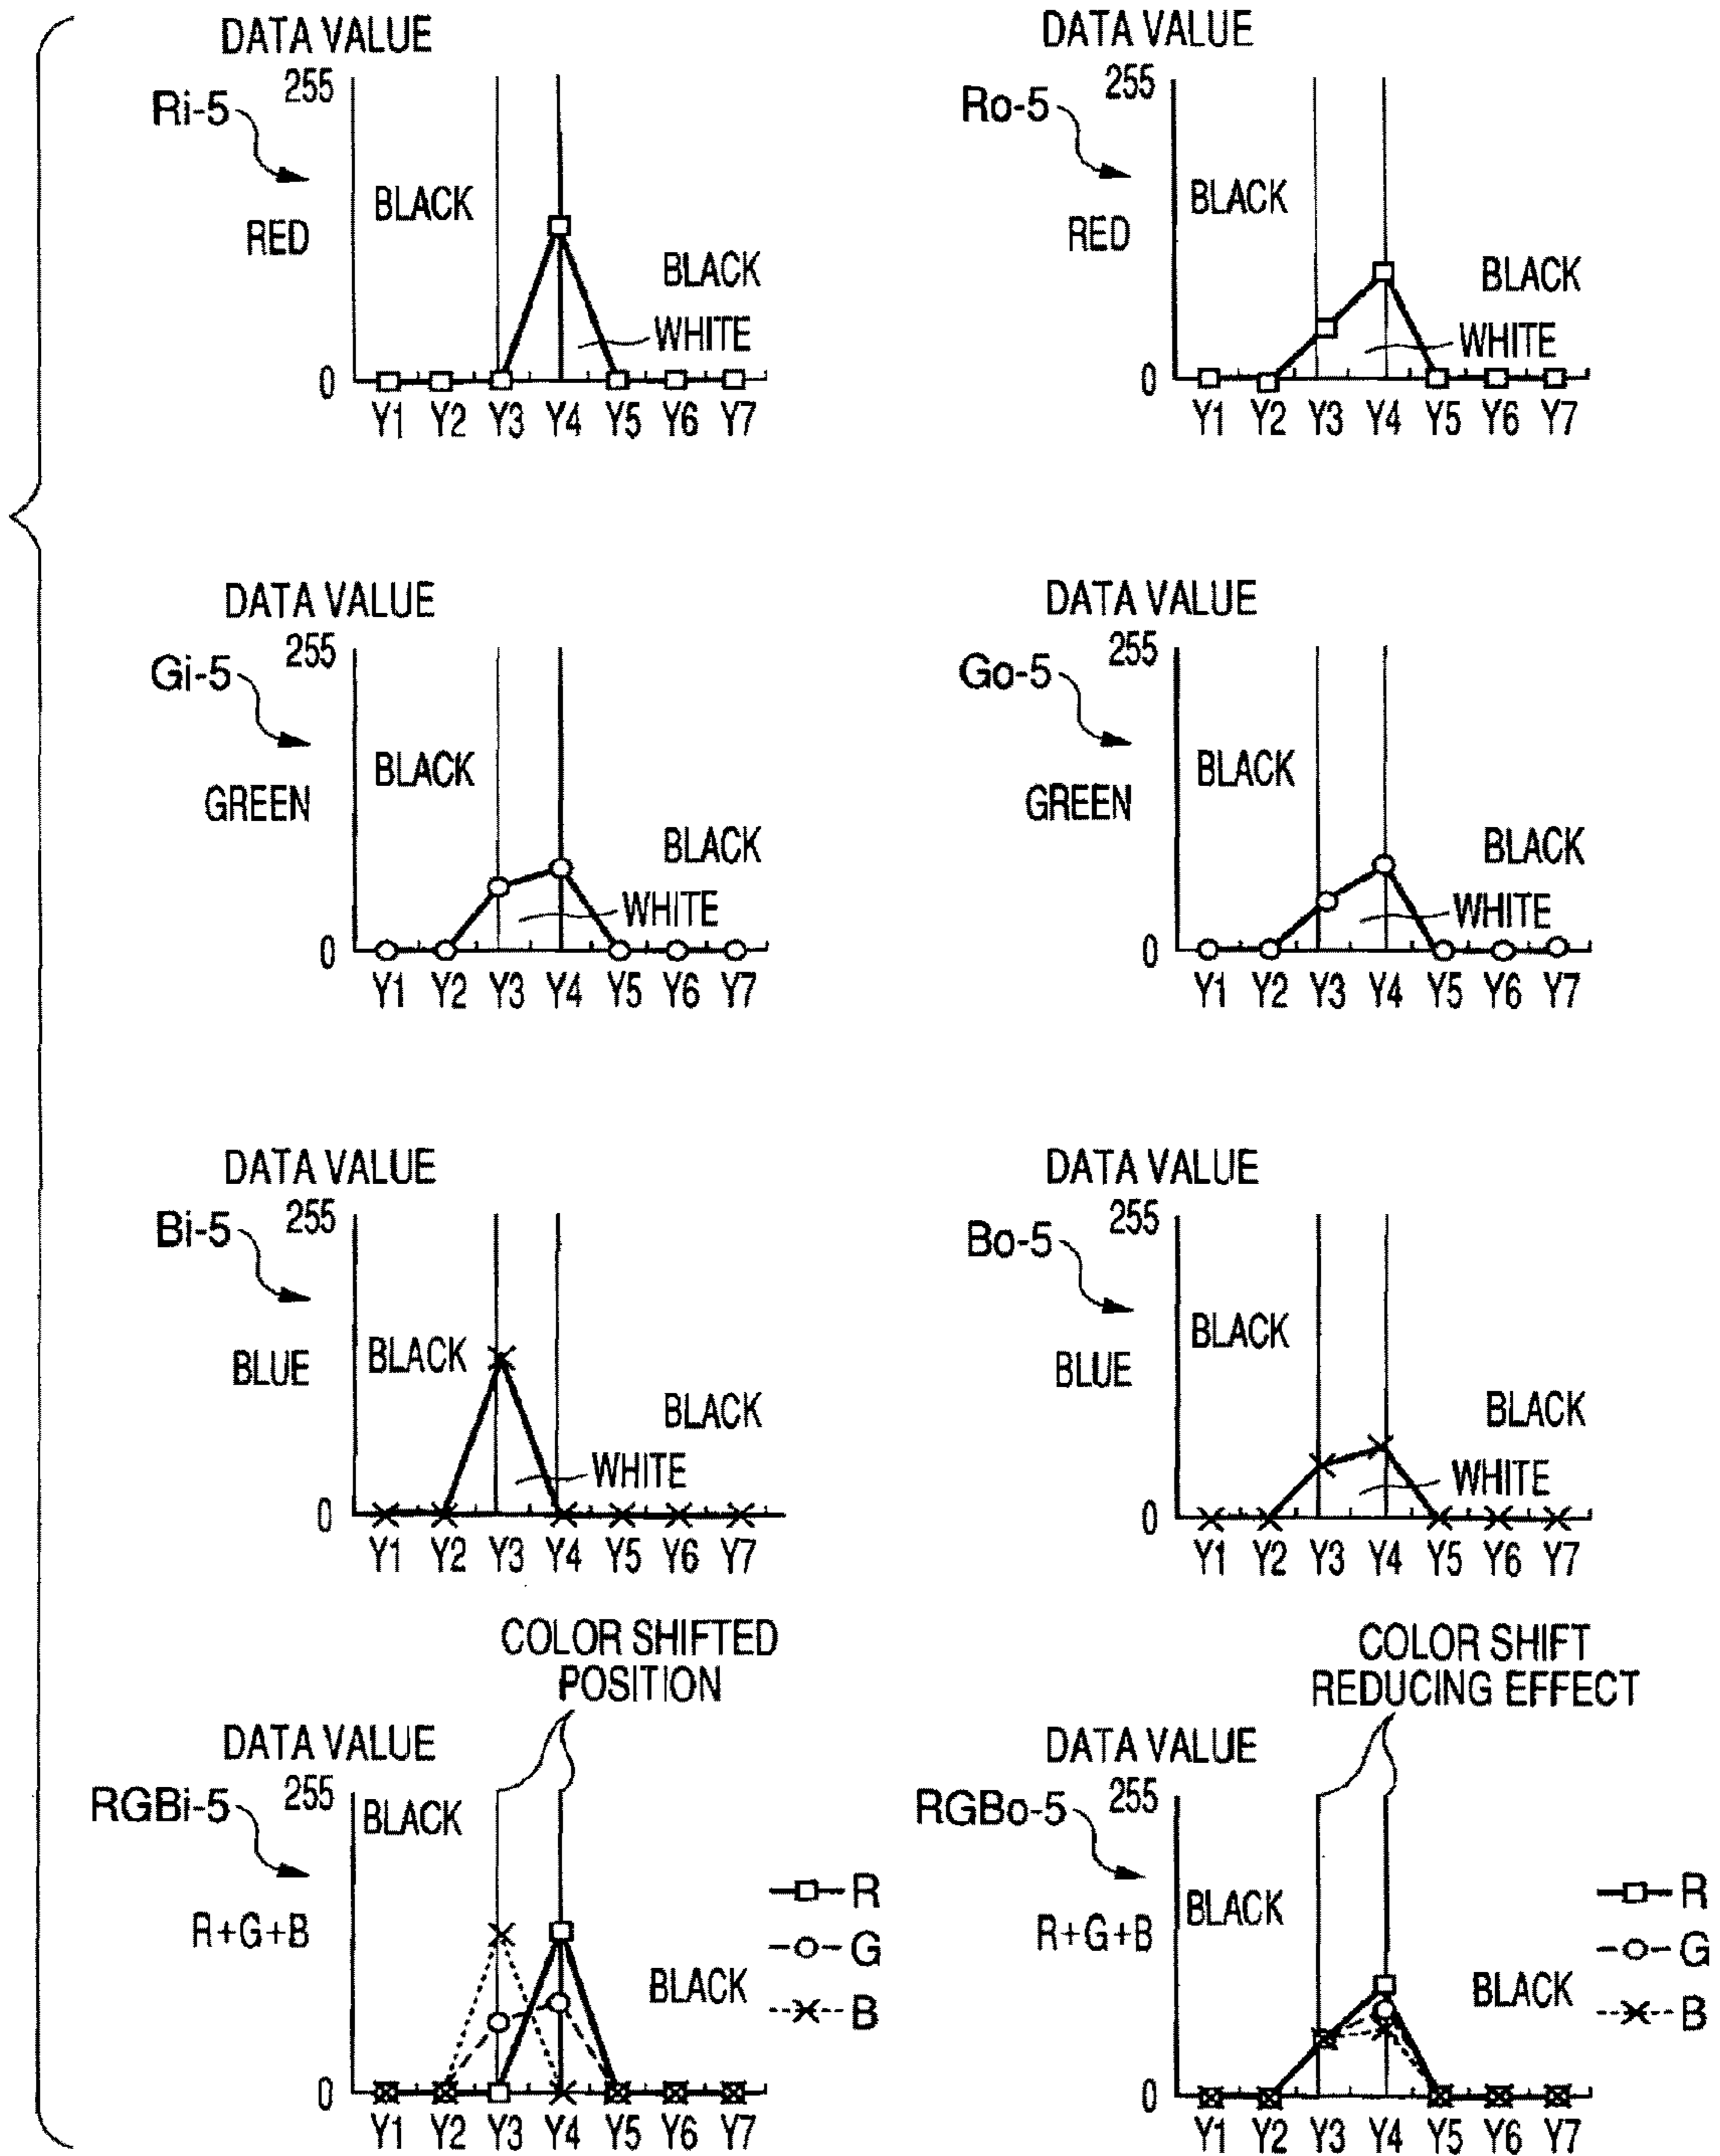 DATA VALUE
255
Ri-5
BLACK
RED
BLACK
WHITE
0
Y1 Y2 Y3 Y4 Y5 Y6 Y7
DATA VALUE
255
Ro-5
BLACK
RED
BLACK
WHITE
0
Y1 Y2 Y3 Y4 Y5 Y6 Y7
DATA VALUE
255
Gi-5
BLACK
GREEN
BLACK
WHITE
0
Y1 Y2 Y3 Y4 Y5 Y6 Y7
DATA VALUE
255
Go-5
BLACK
GREEN
BLACK
WHITE
0
Y1 Y2 Y3 Y4 Y5 Y6 Y7
DATA VALUE
255
Bi-5
BLACK
BLUE
BLACK
WHITE
0
Y1 Y2 Y3 Y4 Y5 Y6 Y7
DATA VALUE
255
Bo-5
BLACK
BLUE
BLACK
WHITE
0
Y1 Y2 Y3 Y4 Y5 Y6 Y7
COLOR SHIFTED
POSITION
DATA VALUE
255
RGBi-5
BLACK
R
R+G+B
G
BLACK
B
0
Y1 Y2 Y3 Y4 Y5 Y6 Y7
COLOR SHIFT
REDUCING EFFECT
DATA VALUE
255
RGBo-5
R
BLACK
R+G+B
G
BLACK
B
0
Y1 Y2 Y3 Y4 Y5 Y6 Y7